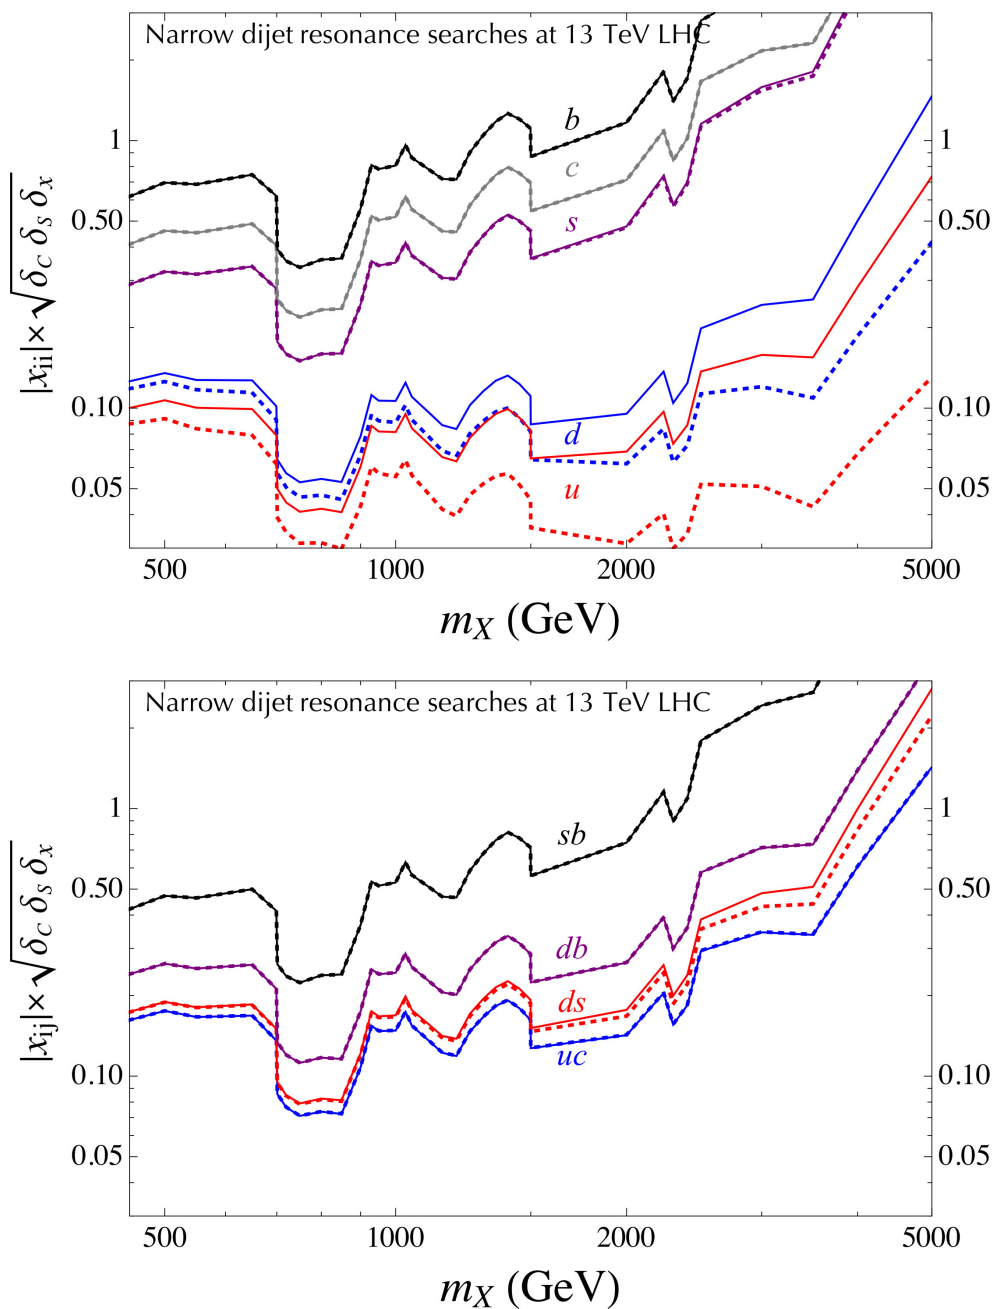 Narrow dijet resonance searches at 13 TeV LHC
|x_ii|×√δ_C δ_S δ_x
1
0.50
0.10
0.05
b
c
s
d
u
1
0.50
0.10
0.05
500 1000 2000 5000
m_X (GeV)
Narrow dijet resonance searches at 13 TeV LHC
|x_ij|×√δ_C δ_S δ_x
1
0.50
0.10
0.05
sb
db
ds
uc
1
0.50
0.10
0.05
500 1000 2000 5000
m_X (GeV)